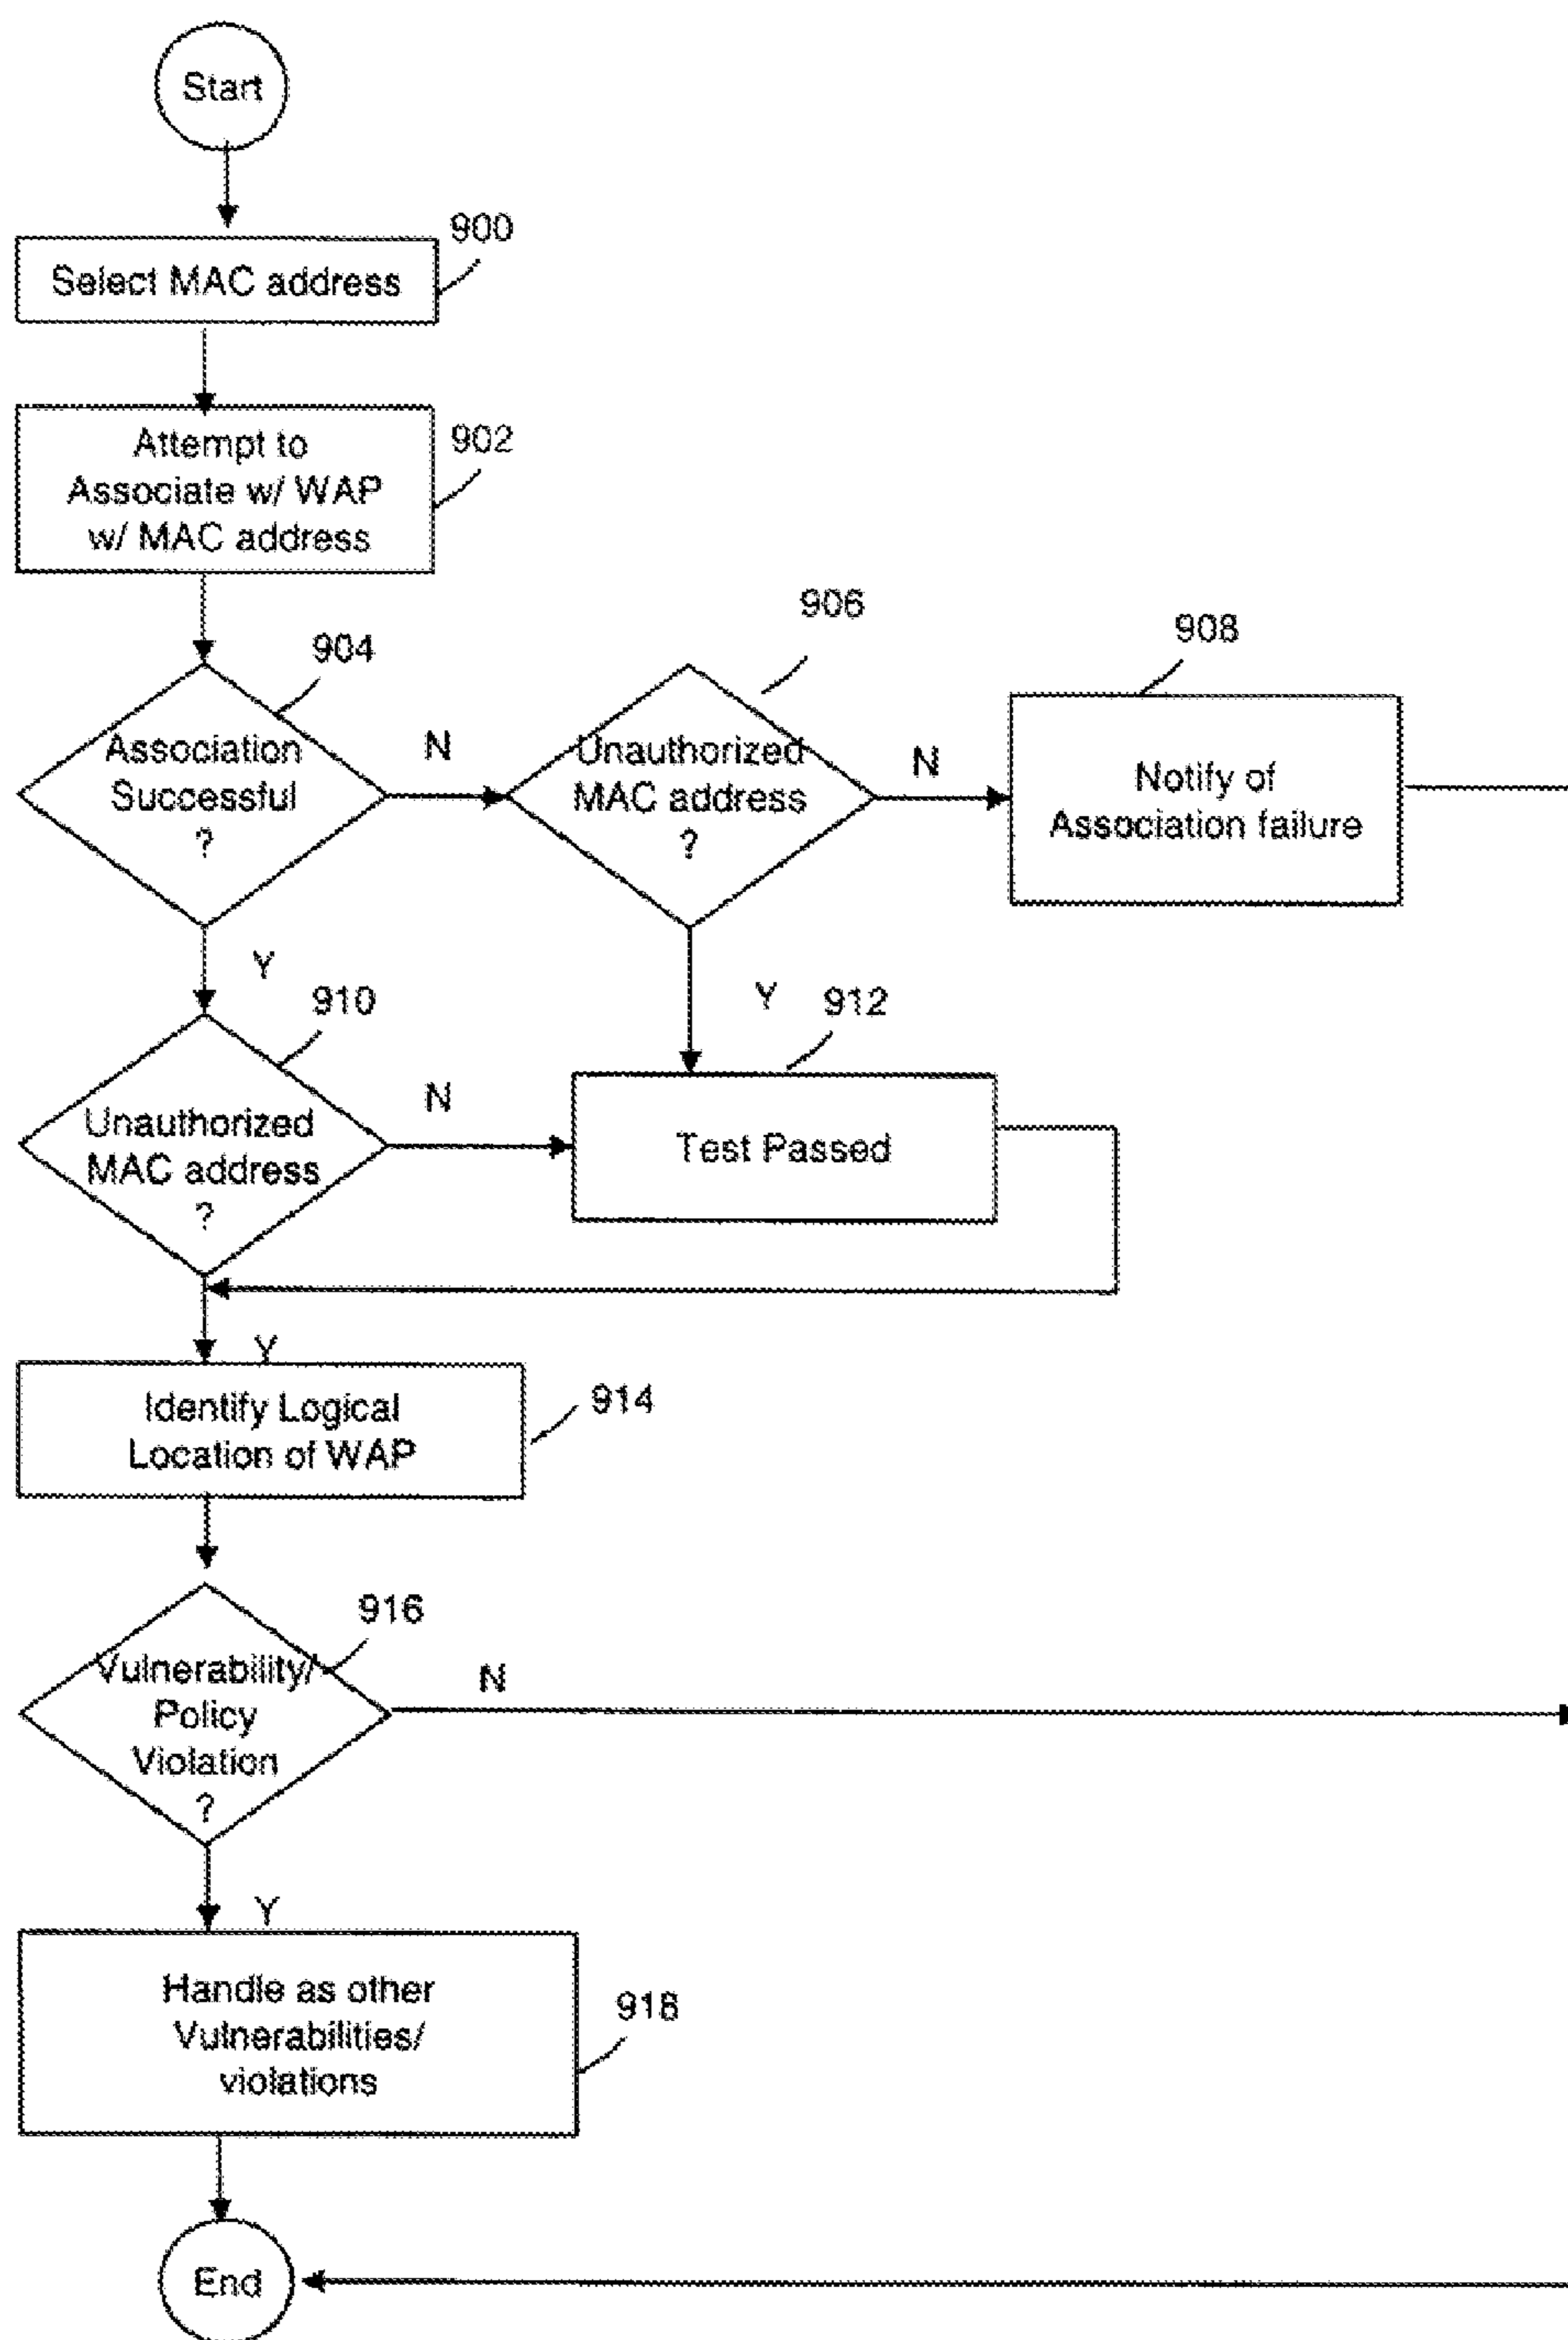 Start
900
Select MAC address
902
Attempt to
Associate w/ WAP
w/ MAC address
904
906
908
Association
Successful
?
N
Unauthorized
MAC address
?
N
Notify of
Association failure
Y
910
Y
912
Unauthorized
MAC address
?
N
Test Passed
Y
Identify Logical
Location of WAP
914
916
Vulnerability/
Policy
Violation
?
N
Y
Handle as other
Vulnerabilities/
violations
918
End